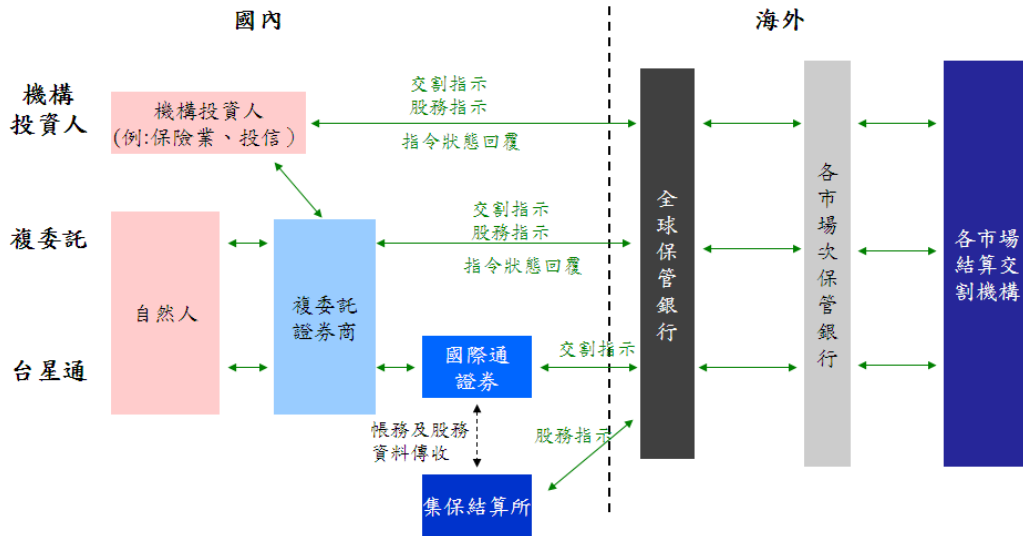 國內
海外
機構
投資人
機構投資人
(例:保險業、投信)
交割指示
股務指示
指令狀態回覆
複委託
自然人
複委託
證券商
交割指示
股務指示
指令狀態回覆
台星通
國際通
證券
交割指示
帳務及股務
資料傳收
股務指示
集保結算所
全球保管銀行
各市場次保管銀行
各市場
結算交
割機構